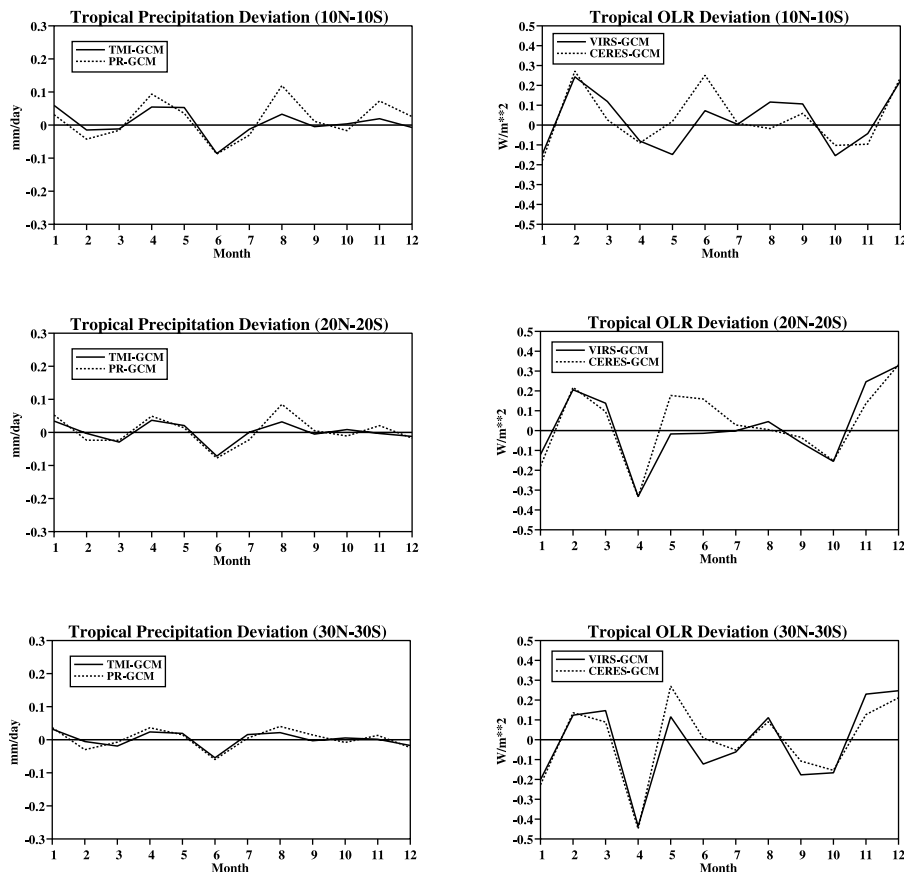 Tropical Precipitation Deviation (10N-10S)
0.3
0.2
0.1
0
-0.1
-0.2
-0.3
mm/day
TMI-GCM
PR-GCM
1 2 3 4 5 6 7 8 9 10 11 12
Month
Tropical OLR Deviation (10N-10S)
0.5
0.4
0.3
0.2
0.1
0
-0.1
-0.2
-0.3
-0.4
-0.5
W/m**2
VIRS-GCM
CERES-GCM
1 2 3 4 5 6 7 8 9 10 11 12
Month
Tropical Precipitation Deviation (20N-20S)
0.3
0.2
0.1
0
-0.1
-0.2
-0.3
mm/day
TMI-GCM
PR-GCM
1 2 3 4 5 6 7 8 9 10 11 12
Month
Tropical OLR Deviation (20N-20S)
0.5
0.4
0.3
0.2
0.1
0
-0.1
-0.2
-0.3
-0.4
-0.5
W/m**2
VIRS-GCM
CERES-GCM
1 2 3 4 5 6 7 8 9 10 11 12
Month
Tropical Precipitation Deviation (30N-30S)
0.3
0.2
0.1
0
-0.1
-0.2
-0.3
mm/day
TMI-GCM
PR-GCM
1 2 3 4 5 6 7 8 9 10 11 12
Month
Tropical OLR Deviation (30N-30S)
0.5
0.4
0.3
0.2
0.1
0
-0.1
-0.2
-0.3
-0.4
-0.5
W/m**2
VIRS-GCM
CERES-GCM
1 2 3 4 5 6 7 8 9 10 11 12
Month